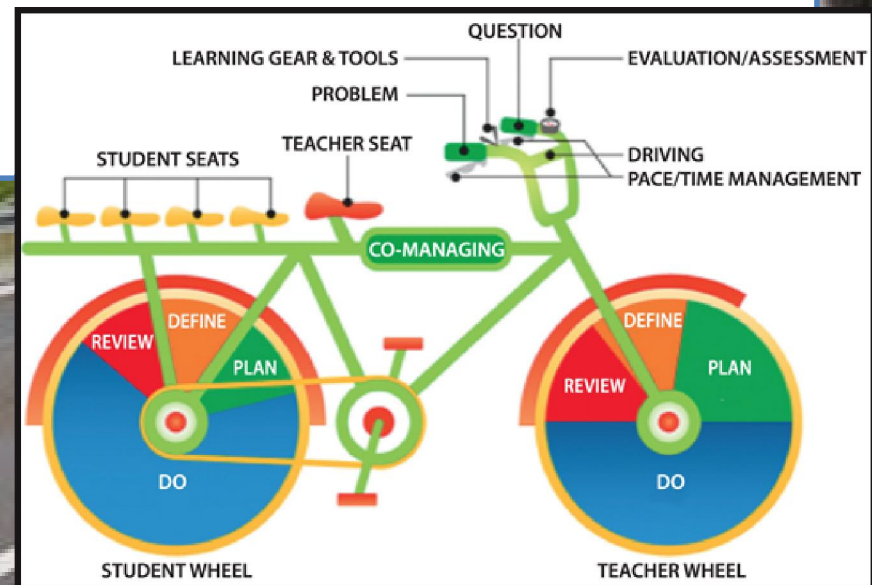 QUESTION
LEARNING GEAR & TOOLS
EVALUATION/ASSESSMENT
PROBLEM
TEACHER SEAT
STUDENT SEATS
DRIVING
PACE/TIME MANAGEMENT
CO-MANAGING
REVIEW
DEFINE
PLAN
DO
STUDENT WHEEL
REVIEW
DEFINE
PLAN
DO
TEACHER WHEEL